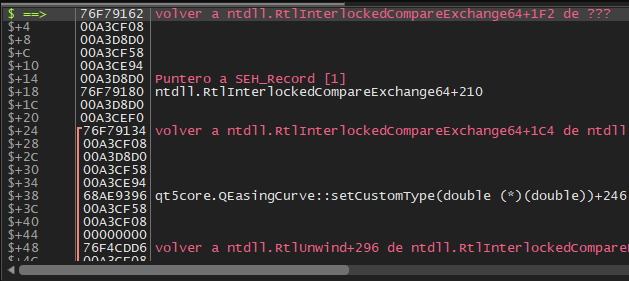 $ ==> 76F79162 volver a ntdll.RtlInterlockedCompareExchange64+1F2 de ???
$+4 00A3CF08
$+8 00A3D8D0
$+C 00A3CF58
$+10 00A3CE94
$+14 00A3D8D0 Puntero a SEH_Record [1]
$+18 76F79180 ntdll.RtlInterlockedCompareExchange64+210
$+1C 00A3D8D0
$+20 00A3CEF0
$+24 76F79134 volver a ntdll.RtlInterlockedCompareExchange64+1C4 de ntdll
$+28 00A3CF08
$+2C 00A3D8D0
$+30 00A3CF58
$+34 00A3CE94
$+38 68AE9396 qt5core.QEasingCurve::setCustomType(double (*)(double))+246
$+3C 00A3CF58
$+40 00A3CF08
$+44 00000000
$+48 76F4CDD6 volver a ntdll.RtlUnwind+296 de ntdll.RtlInterlockedCompare
$+4C 00A3CF08